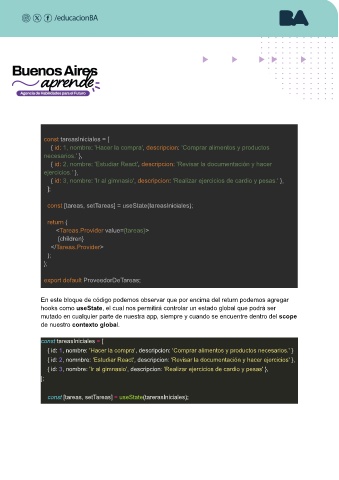 /educacionBA
BA
Buenos Aires
aprende
Agencia de Habilidades para el Futuro
const tareasIniciales = [
{ id: 1, nombre: 'Hacer la compra', descripcion: 'Comprar alimentos y productos
necesarios.' },
{ id: 2, nombre: 'Estudiar React', descripcion: 'Revisar la documentación y hacer
ejercicios.' },
{ id: 3, nombre: 'Ir al gimnasio', descripcion: 'Realizar ejercicios de cardio y pesas.' },
];
const [tareas, setTareas] = useState(tareasIniciales);
return (
<Tareas.Provider value={tareas}>
{children}
</Tareas.Provider>
);
};
export default ProveedorDeTareas;
En este bloque de código podemos observar que por encima del return podemos agregar
hooks como useState, el cual nos permitirá controlar un estado global que podrá ser
mutado en cualquier parte de nuestra app, siempre y cuando se encuentre dentro del scope
de nuestro contexto global.
const tareasIniciales = [
{ id: 1, nombre: 'Hacer la compra', descripcion: 'Comprar alimentos y productos necesarios.' }
{ id: 2, nombre: 'Estudiar React', descripcion: 'Revisar la documentación y hacer ejercicios' },
{ id: 3, nombre: 'Ir al gimnasio', descripcion: 'Realizar ejercicios de cardio y pesas' },
];
const [tareas, setTareas] = useState(tareasIniciales);